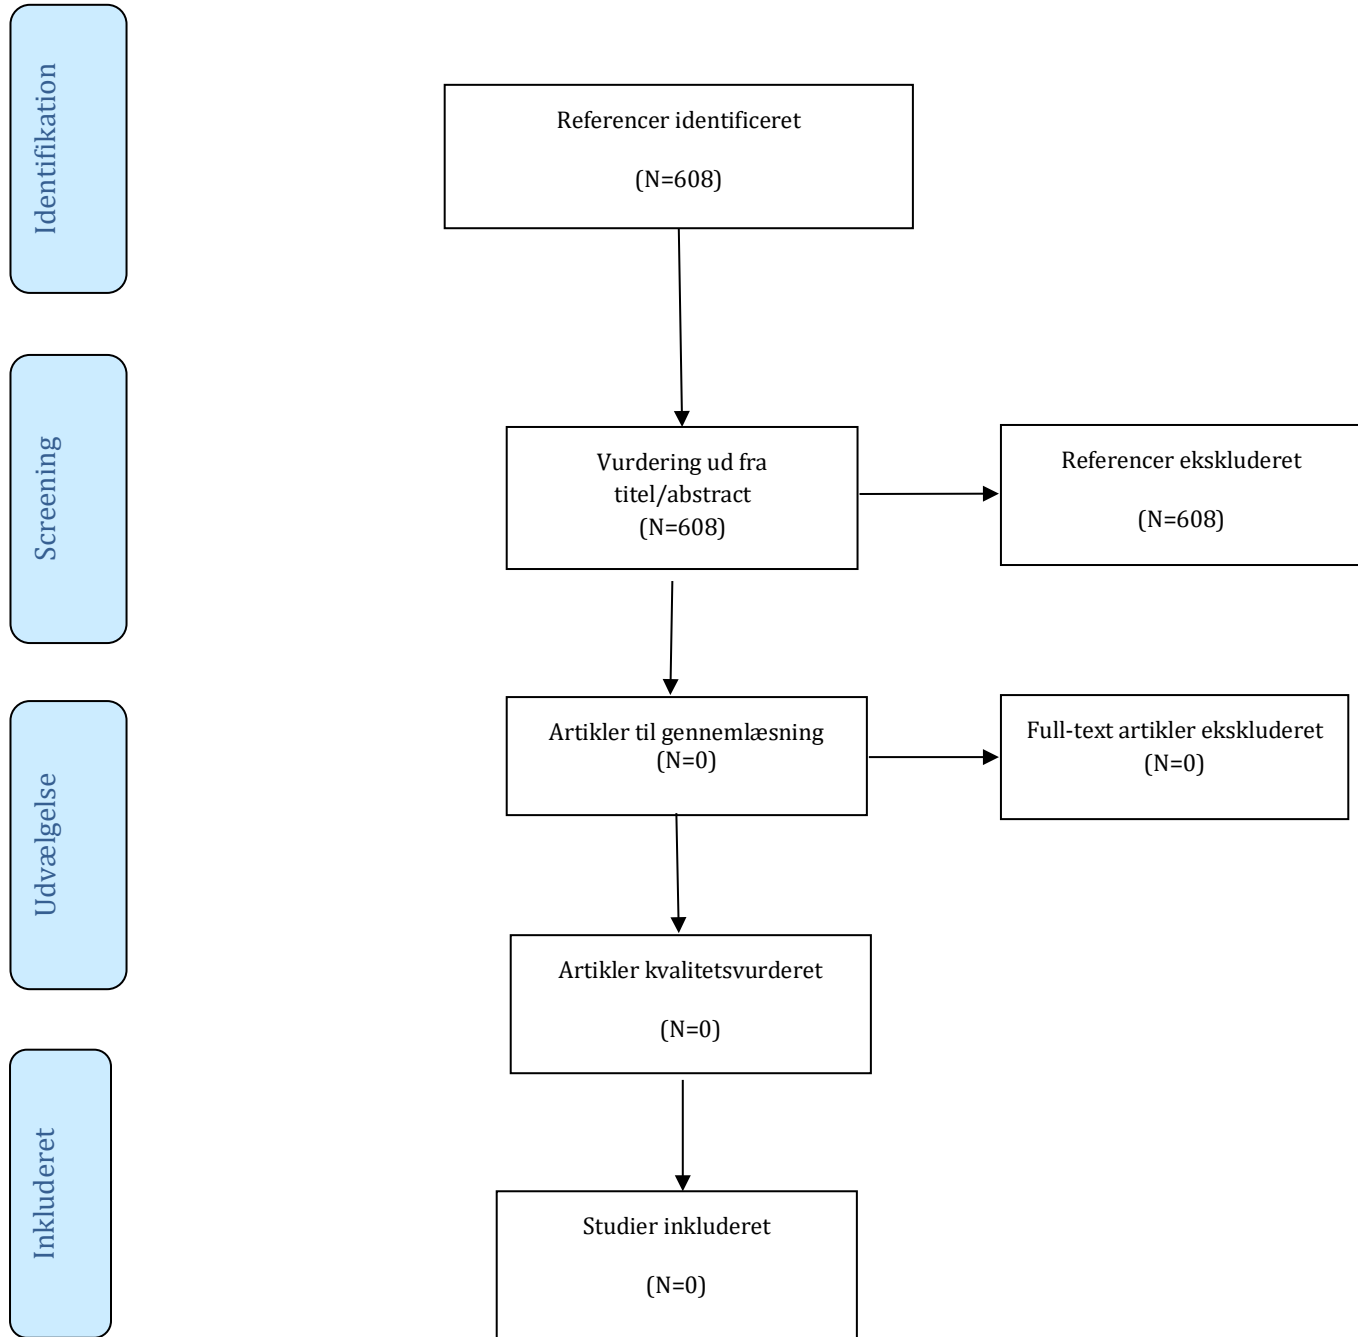 Identifikation
Referencer identificeret
(N=608)
Screening
Vurdering ud fra
titel/abstract
(N=608)
Referencer ekskluderet
(N=608)
Udvælgelse
Artikler til gennemlæsning
(N=0)
Full-text artikler ekskluderet
(N=0)
Artikler kvalitetsvurderet
(N=0)
Inkluderet
Studier inkluderet
(N=0)